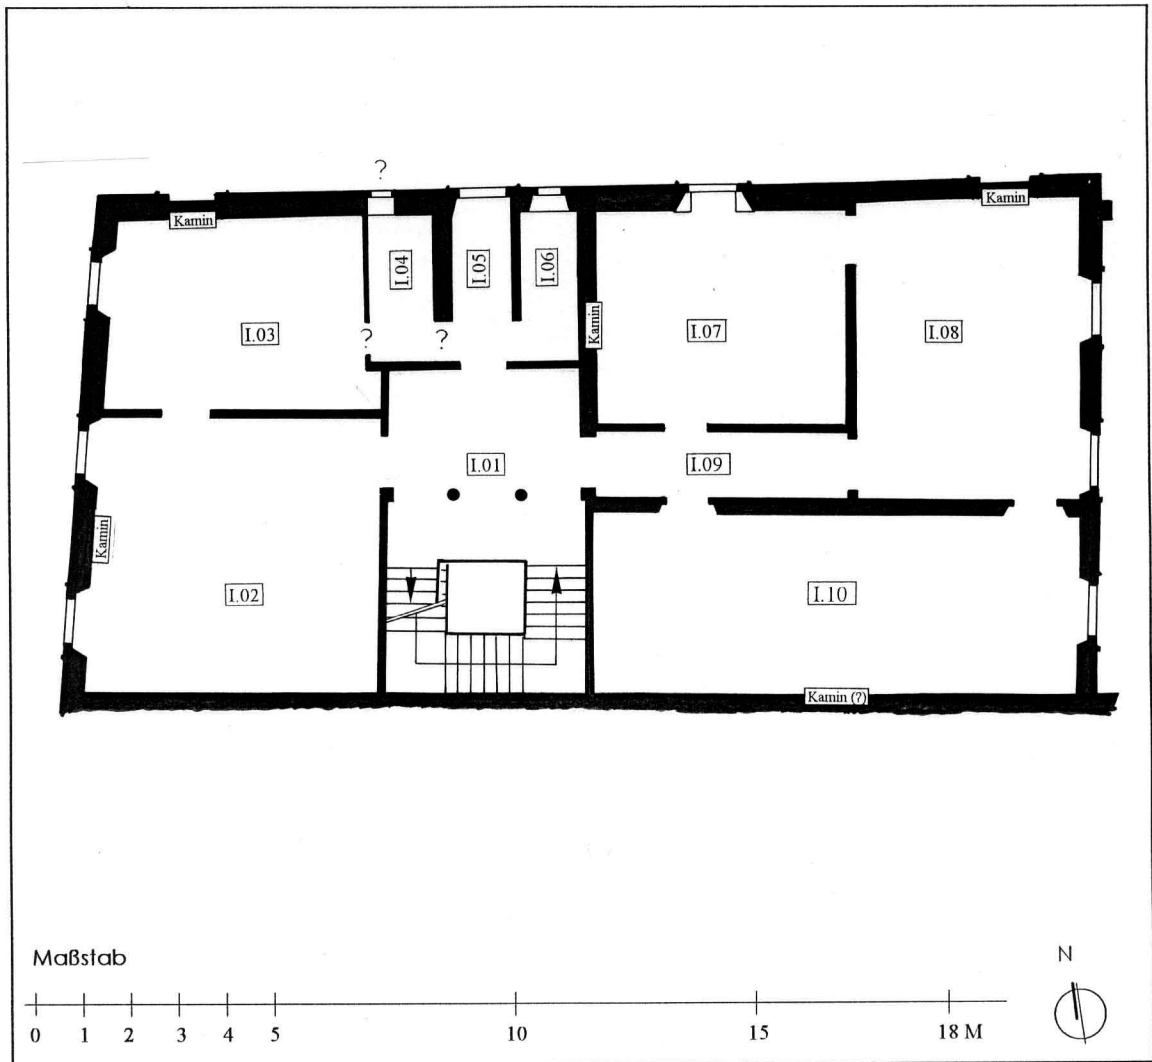 ?
Kamin
Kamin
I.04
I.05
I.06
I.03
?
?
Kamin
I.07
I.08
I.01
I.09
Kamin
I.02
I.10
Kamin (?)
Maßstab
N
0 1 2 3 4 5 10 15 18 M